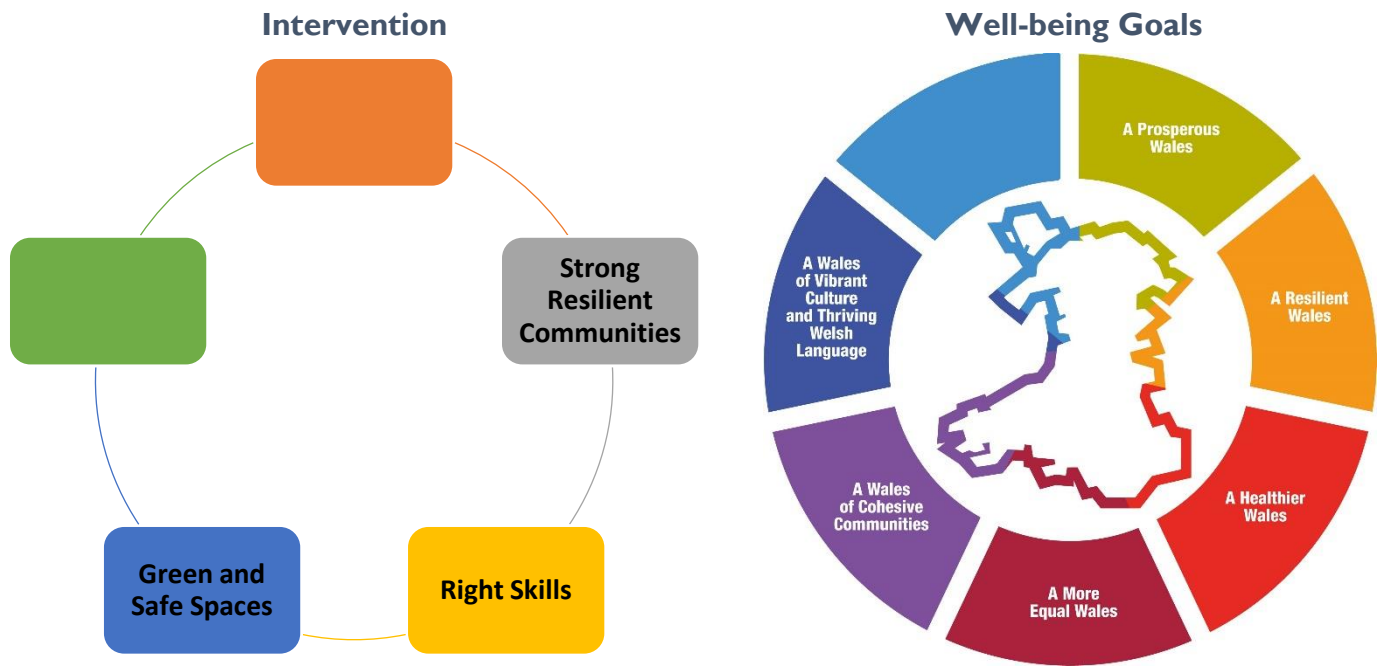 Intervention
Strong
Resilient
Communities
Right Skills
Green and
Safe Spaces
Well-being Goals
A Prosperous
Wales
A Resilient
Wales
A Healthier
Wales
A More
Equal Wales
A Wales
of Cohesive
Communities
A Wales
of Vibrant
Culture
and Thriving
Welsh
Language